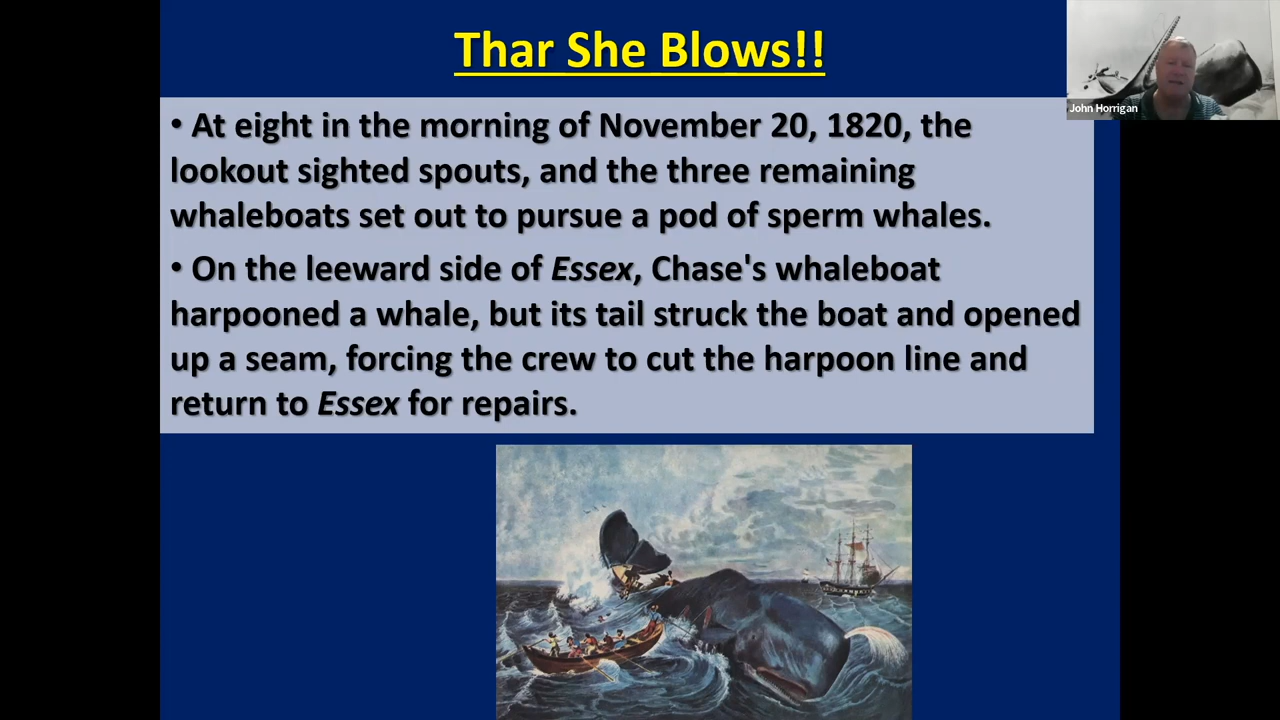 Thar She Blows!!
John Horrigan
• At eight in the morning of November 20, 1820, the
lookout sighted spouts, and the three remaining
whaleboats set out to pursue a pod of sperm whales.
• On the leeward side of Essex, Chase's whaleboat
harpooned a whale, but its tail struck the boat and opened
up a seam, forcing the crew to cut the harpoon line and
return to Essex for repairs.